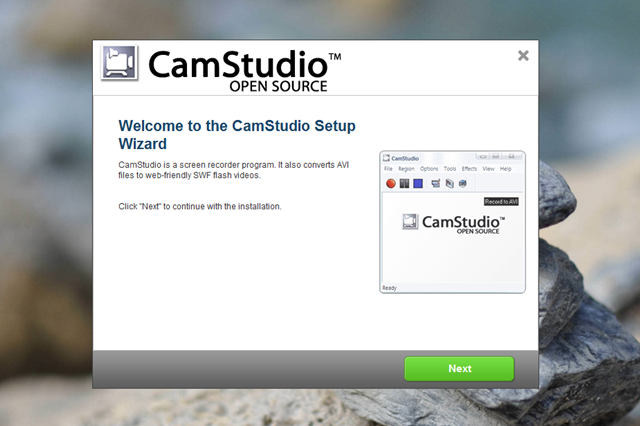 CamStudio™
OPEN SOURCE
Welcome to the CamStudio Setup
Wizard
CamStudio is a screen recorder program. It also converts AVI
files to web-friendly SWF flash videos.
Click "Next" to continue with the installation.
CamStudio
File Region Options Tools Effects View Help
Record to AVI
CamStudio™
OPEN SOURCE
Ready
Next